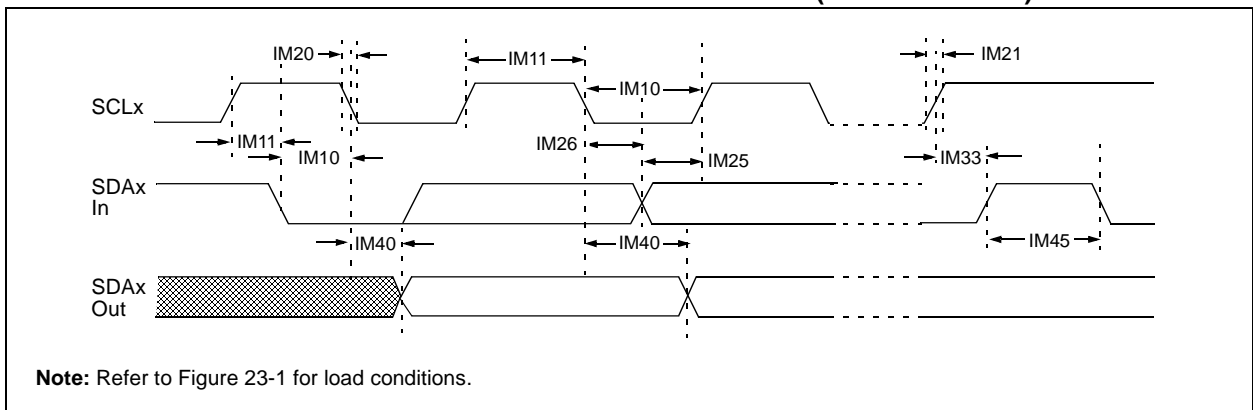 IM20
IM11
IM21
IM10
SCLx
IM11
IM10
IM26
IM25
IM33
SDAx
In
IM40
IM40
IM45
SDAx
Out
Note: Refer to Figure 23-1 for load conditions.